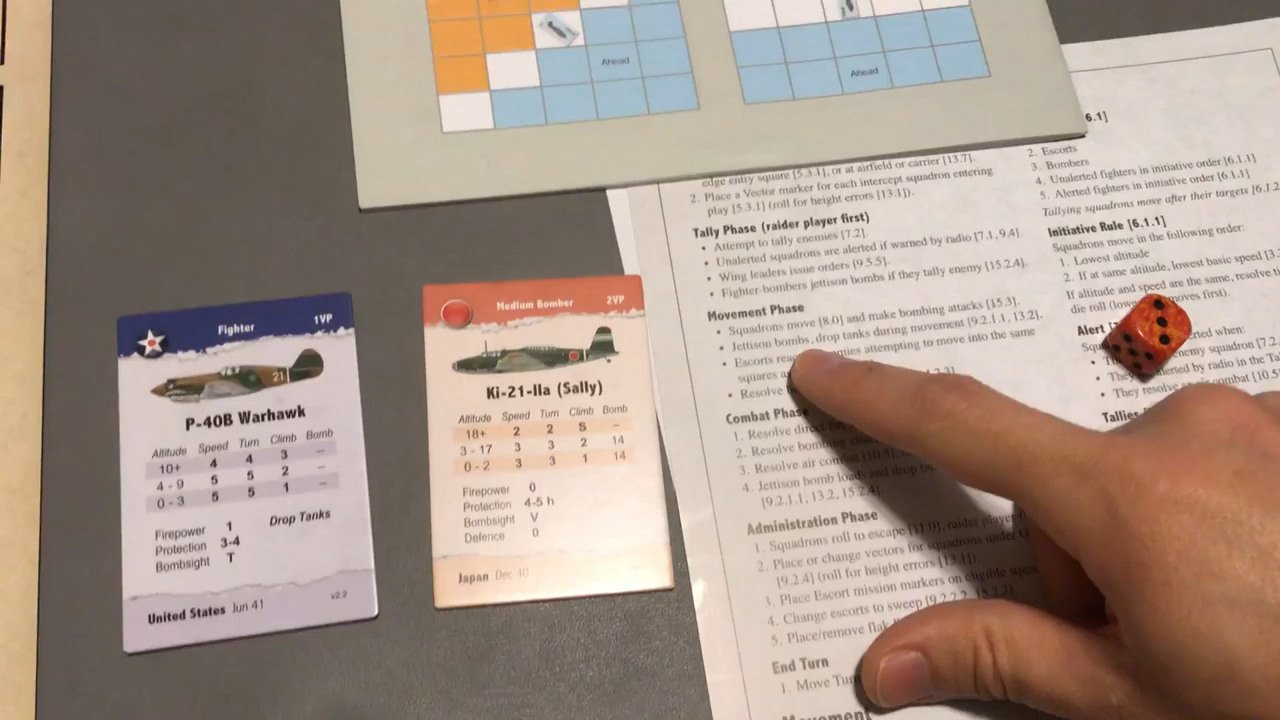 Ahead
Ahead
Fighter 1VP
21
P-40B Warhawk
Altitude Speed Turn Climb Bomb
10+ 4 4 3 –
4 - 9 5 5 2 –
0 - 3 5 5 1 –
Firepower 1 Drop Tanks
Protection 3-4
Bombsight T
United States Jun 41 v2.2
Medium Bomber 2VP
Ki-21-IIa (Sally)
Altitude Speed Turn Climb Bomb
18+ 2 2 S –
3 - 17 3 3 2 14
0 - 2 3 3 1 14
Firepower 0
Protection 4-5 h
Bombsight V
Defence 0
Japan Dec 40
edge entry square [5.3.1], or at airfield or carrier [13.7].
2. Place a Vector marker for each intercept squadron entering
play [5.3.1] (roll for height errors [13.1]).
Tally Phase (raider player first)
• Attempt to tally enemies [7.2].
• Unalerted squadrons are alerted if warned by radio [7.1, 9.4].
• Wing leaders issue orders [9.5.5].
• Fighter-bombers jettison bombs if they tally enemy [15.2.4].
Movement Phase
• Squadrons move [8.0] and make bombing attacks [15.3].
• Jettison bombs, drop tanks during movement [9.2.1.1, 13.2].
• Escorts attempting to move into the same
squares
• Resolve
Combat Phase
1. Resolve
2. Resolve
3. Resolve air combat
4. Jettison bomb loads and drop
[9.2.1.1, 13.2, 15.2.4].
Administration Phase
1. Squadrons roll to escape [11.0], raiders player
2. Place or change vectors for squadrons under
[9.2.4] (roll for height errors [13.1]).
3. Place Escort mission markers on eligible
4. Change escorts to sweep
5. Place/remove flak
End Turn
1. Move
Movement
6.1]
2. Escorts
3. Bombers
4. Unalerted fighters in initiative order [6.1.1]
5. Alerted fighters in initiative order [6.1.1]
Tallying squadrons move after their targets [6.1.2
Initiative Rule [6.1.1]
Squadrons move in the following order:
1. Lowest altitude
2. If at same altitude, lowest basic speed
If altitude and speed are the same, resolve
die roll moves first).
Alert when:
• enemy squadron [7.2
• They alerted by radio in the
• They resolve combat [10.5
Tallies